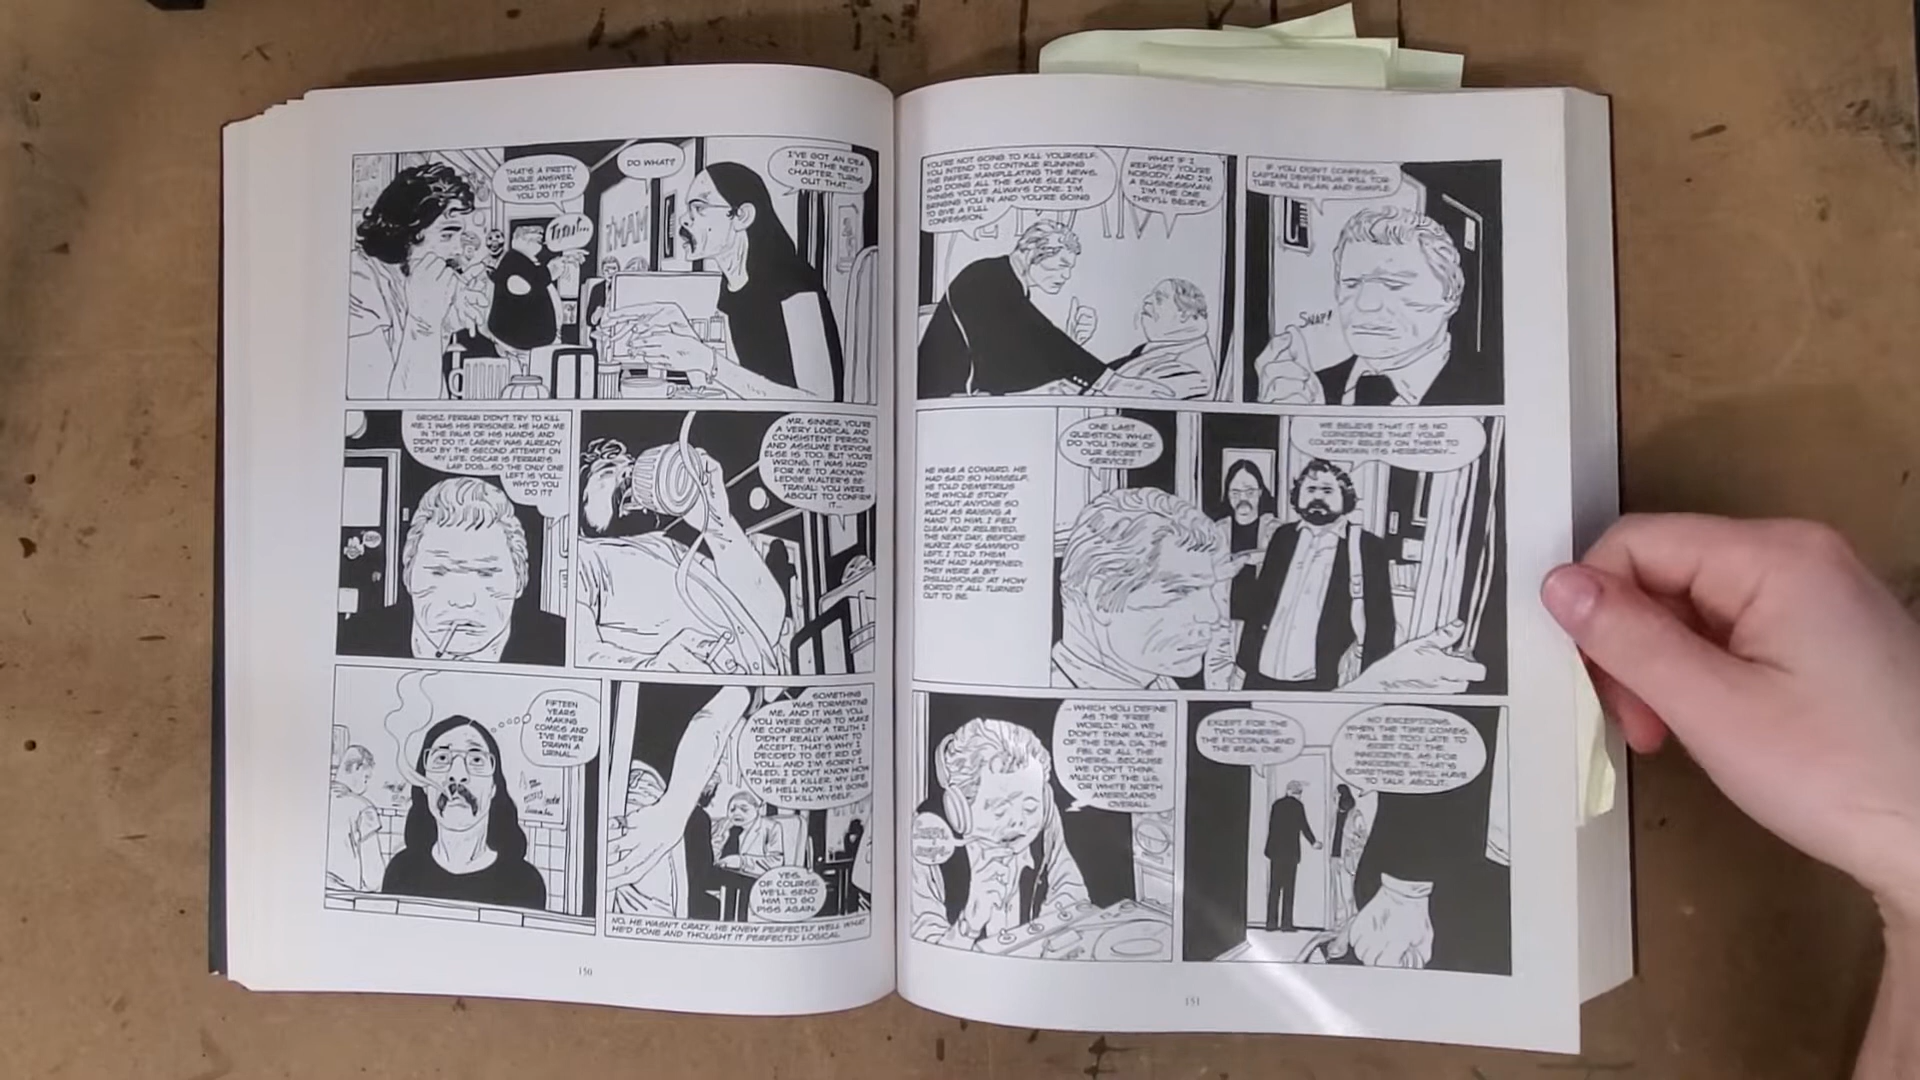 THAT'S A PRETTY
VAGUE ANSWER,
GROSZ. WHY DID
YOU DO IT?
DO WHAT?
I'VE GOT AN IDEA
FOR THE NEXT
CHAPTER. TURNS
OUT THAT...
GROSZ, FERRARI DIDN'T TRY TO KILL
ME. I WAS HIS PRISONER. HE HAD ME
IN THE PALM OF HIS HANDS AND
DIDN'T DO IT. CAGNEY WAS ALREADY
DEAD BY THE SECOND ATTEMPT ON
MY LIFE. OSCAR IS FERRARI'S
LAP DOG... SO THE ONLY ONE
LEFT IS YOU...
WHY'D YOU
DO IT?
MR. SINNER, YOU'RE
A VERY LOGICAL AND
CONSISTENT PERSON
AND ASSUME EVERYONE
ELSE IS TOO. BUT YOU'RE
WRONG. IT WAS HARD
FOR ME TO ACKNOW-
LEDGE WALTER'S BE-
TRAYAL: YOU WERE
ABOUT TO CONFIRM
IT...
FIFTEEN
YEARS
MAKING
COMICS AND
I'VE NEVER
DRAWN A
URINAL...
SOMETHING
WAS TORMENTING
ME, AND IT WAS YOU.
YOU WERE GOING TO MAKE
ME CONFRONT A TRUTH I
DIDN'T REALLY WANT TO
ACCEPT. THAT'S WHY I
DECIDED TO GET RID OF
YOU... AND I'M SORRY I
FAILED. I DON'T KNOW HOW
TO HIRE A KILLER. MY LIFE
IS HELL NOW. I'M GOING
TO KILL MYSELF.
YES,
OF COURSE.
WE'LL SEND
HIM TO GO
PISS AGAIN.
NO, HE WASN'T CRAZY. HE KNEW PERFECTLY WELL WHAT
HE'D DONE AND THOUGHT IT PERFECTLY LOGICAL.
150
YOU'RE NOT GOING TO KILL YOURSELF.
YOU INTEND TO CONTINUE RUNNING
THE PAPER, MANIPULATING THE NEWS,
AND DOING ALL THE SAME SLEAZY
THINGS YOU'VE ALWAYS DONE. I'M
BRINGING YOU IN AND YOU'RE GOING
TO GIVE A FULL
CONFESSION.
WHAT IF I
REFUSE? YOU'RE
NOBODY, AND I'M
A BUSINESSMAN.
I'M THE ONE
THEY'LL BELIEVE.
IF YOU DON'T CONFESS,
CAPTAIN DEMETRIUS WILL TOR-
TURE YOU, PLAIN AND SIMPLE.
SNAP!
HE WAS A COWARD. HE
HAD SAID SO HIMSELF.
HE TOLD DEMETRIUS
THE WHOLE STORY
WITHOUT ANYONE SO
MUCH AS RAISING A
HAND TO HIM. I FELT
CLEAN AND RELIEVED.
THE NEXT DAY, BEFORE
MUÑOZ AND SAMPAYO
LEFT, I TOLD THEM
WHAT HAD HAPPENED:
THEY WERE A BIT
DISILLUSIONED AT HOW
SORDID IT ALL TURNED
OUT TO BE.
ONE LAST
QUESTION: WHAT
DO YOU THINK OF
OUR SECRET
SERVICE?
WE BELIEVE THAT IT IS NO
COINCIDENCE THAT YOUR
COUNTRY RELIES ON THEM TO
MAINTAIN ITS HEGEMONY...
...WHICH YOU DEFINE
AS THE "FREE
WORLD." NO, WE
DON'T THINK MUCH
OF THE DEA, CIA, THE
FBI, OR ALL THE
OTHERS... BECAUSE
WE DON'T THINK
MUCH OF THE U.S.
OR WHITE NORTH
AMERICANS
OVERALL.
EXCEPT FOR THE
TWO SINNERS:
THE FICTIONAL AND
THE REAL ONE.
NO EXCEPTIONS.
WHEN THE TIME COMES,
IT WILL BE TOO LATE TO
SORT OUT THE
INNOCENTS. AS FOR
INNOCENCE... THAT'S
SOMETHING WE'LL HAVE
TO TALK ABOUT.
151